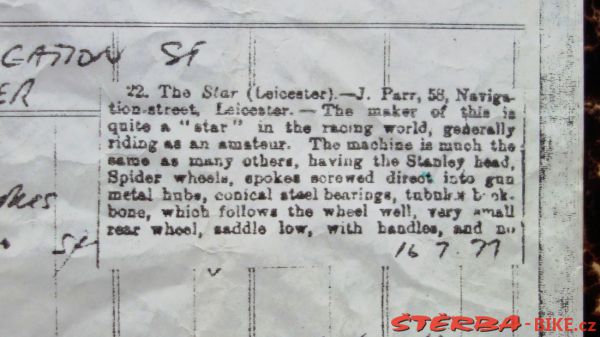 GATION ST
ER
22. The Star (Leicester).—J. Parr, 58, Naviga-
tion-street, Leicester.—The maker of this is
quite a "star" in the racing world, generally
riding as an amateur. The machine is much the
same as many others, having the Stanley head,
Spider wheels, spokes screwed direct into gun
metal hubs, conical steel bearings, tubular back-
bone, which follows the wheel well, very small
rear wheel, saddle low, with handles, and no
16 7 77
ŠTĚRBA-BIKE.cz